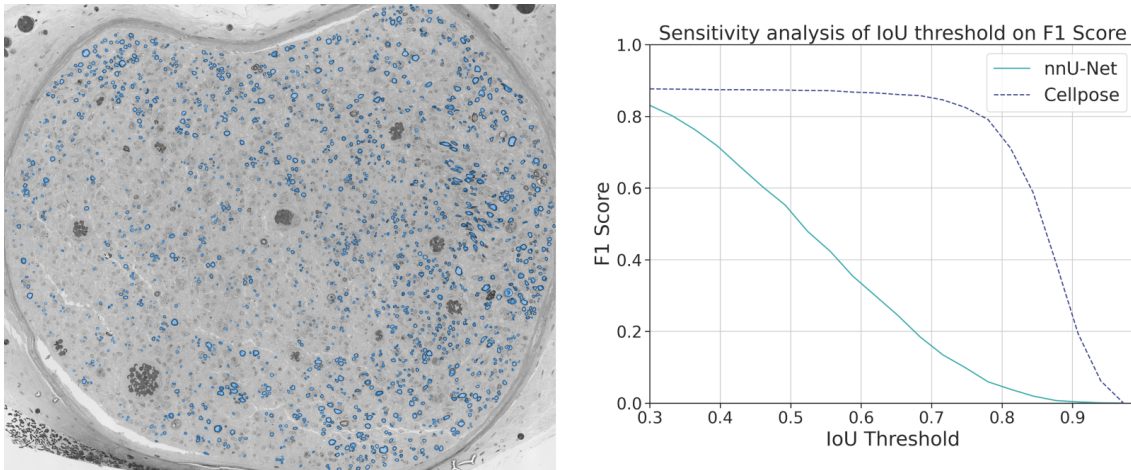 Sensitivity analysis of IoU threshold on F1 Score
nnU-Net
Cellpose
1.0
0.8
0.6
0.4
0.2
0.0
F1 Score
0.3 0.4 0.5 0.6 0.7 0.8 0.9
IoU Threshold